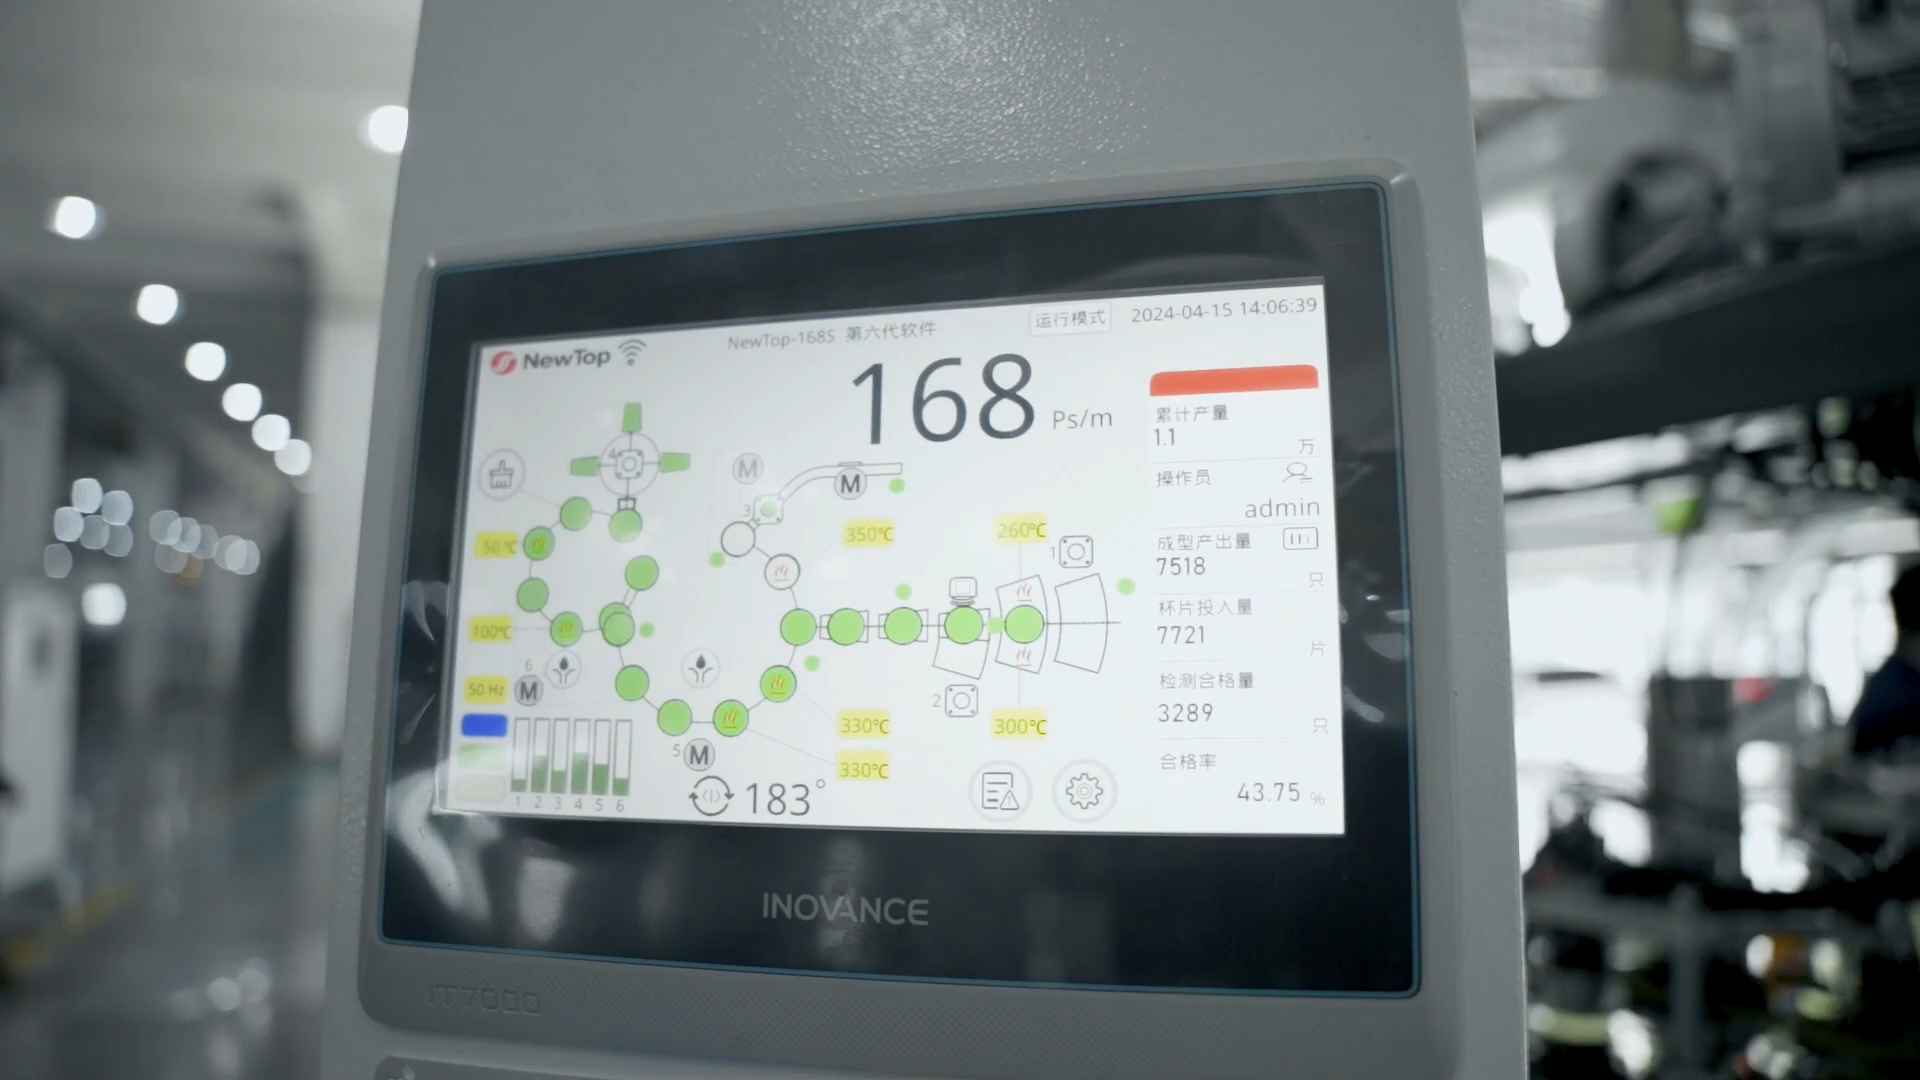 NewTop
NewTop-168S 第六代软件
运行模式
2024-04-15 14:06:39
168 Ps/m
累计产量
1.1
万
操作员
admin
成型产出量
7518
只
杯片投入量
7721
片
检测合格量
3289
只
合格率
43.75 %
4
M
M
3
50 ℃
350℃
260℃
1
100℃
6
M
50 Hz
2
330℃
300℃
5
M
330℃
1 2 3 4 5 6
183°
INOVANCE
IT7000